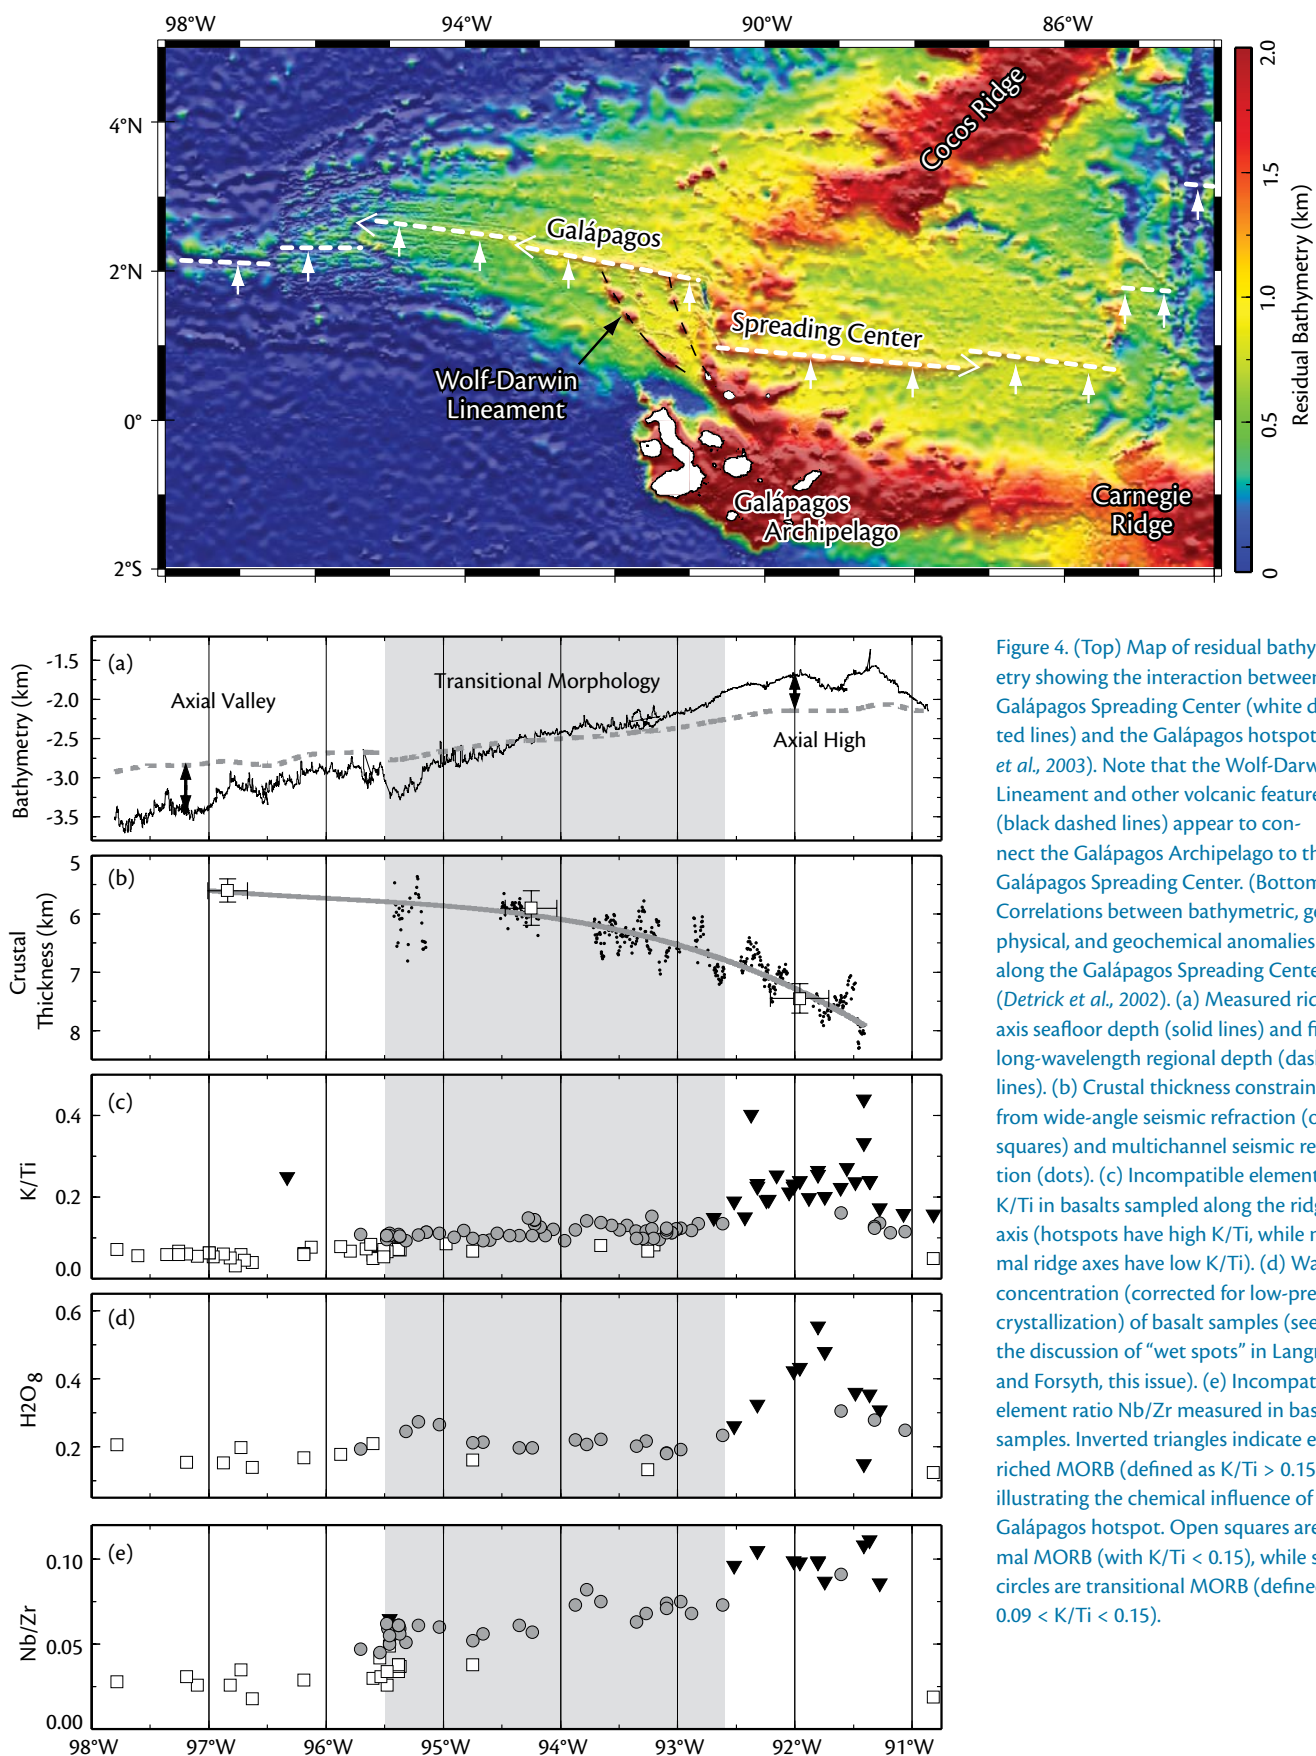 98°W 94°W 90°W 86°W
4°N
2°N
0°
2°S
Cocos Ridge
Galápagos
Spreading Center
Wolf-Darwin
Lineament
Galápagos
Archipelago
Carnegie
Ridge
2.0
1.5
1.0
0.5
0
Residual Bathymetry (km)
(a)
Axial Valley
Transitional Morphology
Axial High
Bathymetry (km)
-1.5
-2.0
-2.5
-3.0
-3.5
(b)
Crustal
Thickness (km)
5
6
7
8
(c)
K/Ti
0.4
0.2
0.0
(d)
H2O8
0.6
0.4
0.2
(e)
Nb/Zr
0.10
0.05
0.00
98°W 97°W 96°W 95°W 94°W 93°W 92°W 91°W
Figure 4. (Top) Map of residual bathy
etry showing the interaction between
Galápagos Spreading Center (white d
ted lines) and the Galápagos hotspot
et al., 2003). Note that the Wolf-Darw
Lineament and other volcanic feature
(black dashed lines) appear to con-
nect the Galápagos Archipelago to th
Galápagos Spreading Center. (Bottom
Correlations between bathymetric, ge
physical, and geochemical anomalies
along the Galápagos Spreading Cente
(Detrick et al., 2002). (a) Measured ric
axis seafloor depth (solid lines) and fi
long-wavelength regional depth (dash
lines). (b) Crustal thickness constrain
from wide-angle seismic refraction (o
squares) and multichannel seismic re
tion (dots). (c) Incompatible element
K/Ti in basalts sampled along the ridg
axis (hotspots have high K/Ti, while n
mal ridge axes have low K/Ti). (d) Wa
concentration (corrected for low-pre
crystallization) of basalt samples (see
the discussion of “wet spots” in Langm
and Forsyth, this issue). (e) Incompat
element ratio Nb/Zr measured in bas
samples. Inverted triangles indicate e
riched MORB (defined as K/Ti > 0.15
illustrating the chemical influence of
Galápagos hotspot. Open squares are
mal MORB (with K/Ti < 0.15), while s
circles are transitional MORB (define
0.09 < K/Ti < 0.15).